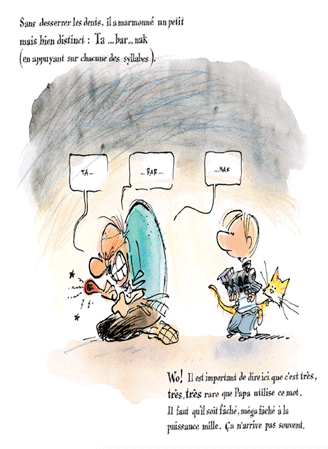 Sans desserrer les dents, il a marmonné un petit
mais bien distinct : Ta ...bar...nak
(en appuyant sur chacune des syllabes).
TA...
...BAR...
...NAK
Wo! Il est important de dire ici que c'est très,
très, très rare que Papa utilise ce mot.
Il faut qu'il soit fâché, méga fâché à la
puissance mille. Ça n'arrive pas souvent.